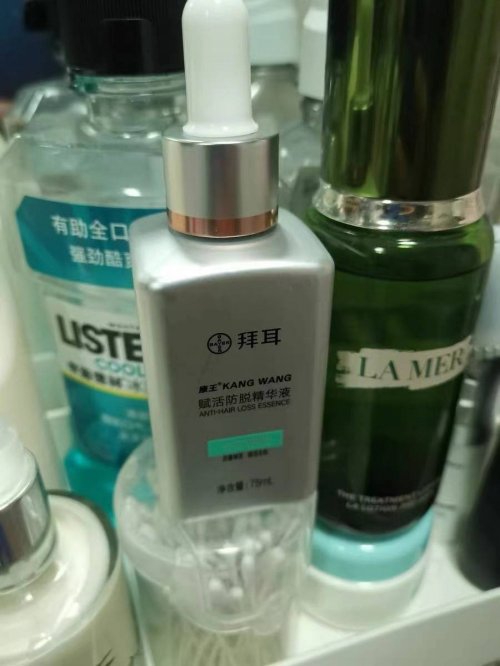 有助全口
强劲酷爽
LISTE
COOL
BAYER
拜耳
康王® KANG WANG
赋活防脱精华液
ANTI-HAIR LOSS ESSENCE
净含量：75mL
LA MER
THE TREATMENT